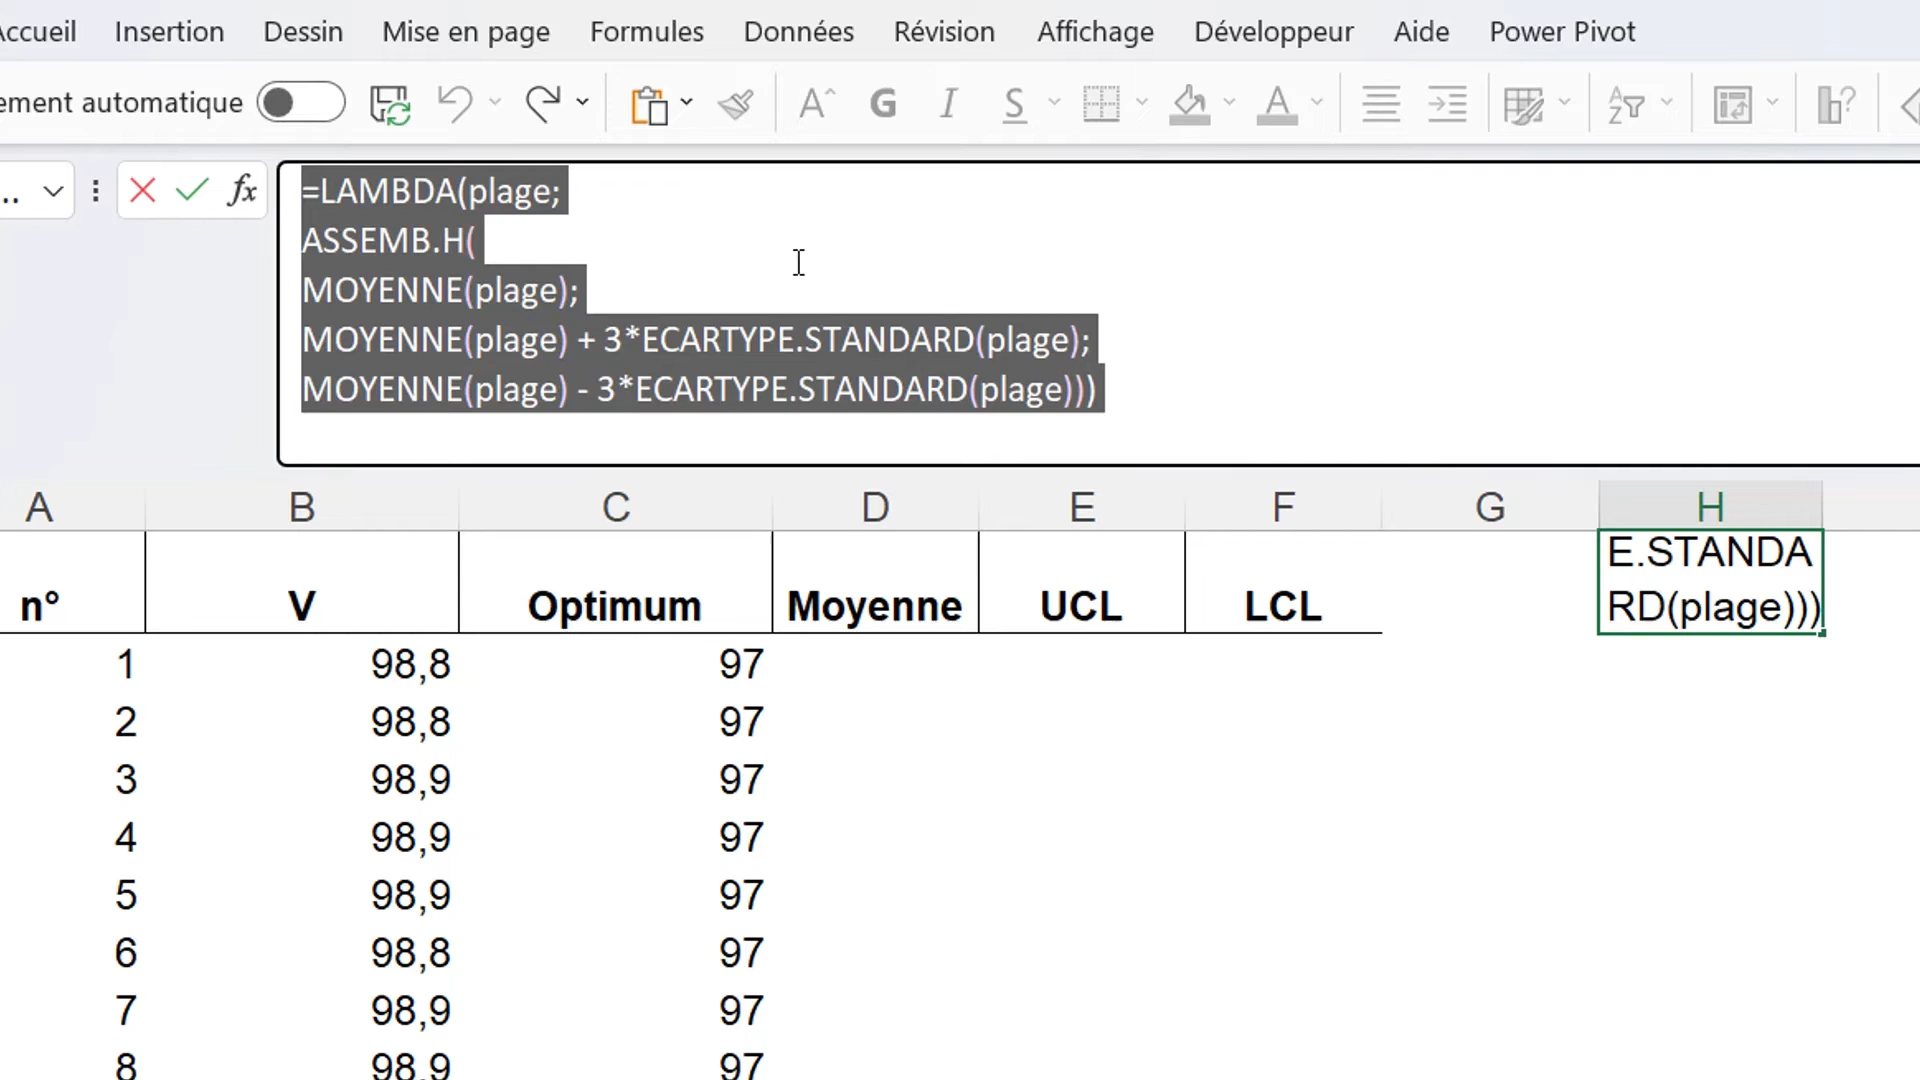 Accueil Insertion Dessin Mise en page Formules Données Révision Affichage Développeur Aide Power Pivot
ement automatique A G I S A
fx
=LAMBDA(plage;
ASSEMB.H(
MOYENNE(plage);
MOYENNE(plage) + 3*ECARTYPE.STANDARD(plage);
MOYENNE(plage) - 3*ECARTYPE.STANDARD(plage)))
A B C D E F G H
E.STANDA
RD(plage)))
n° V Optimum Moyenne UCL LCL
1 98,8 97
2 98,8 97
3 98,9 97
4 98,9 97
5 98,9 97
6 98,8 97
7 98,9 97
8 98,9 97